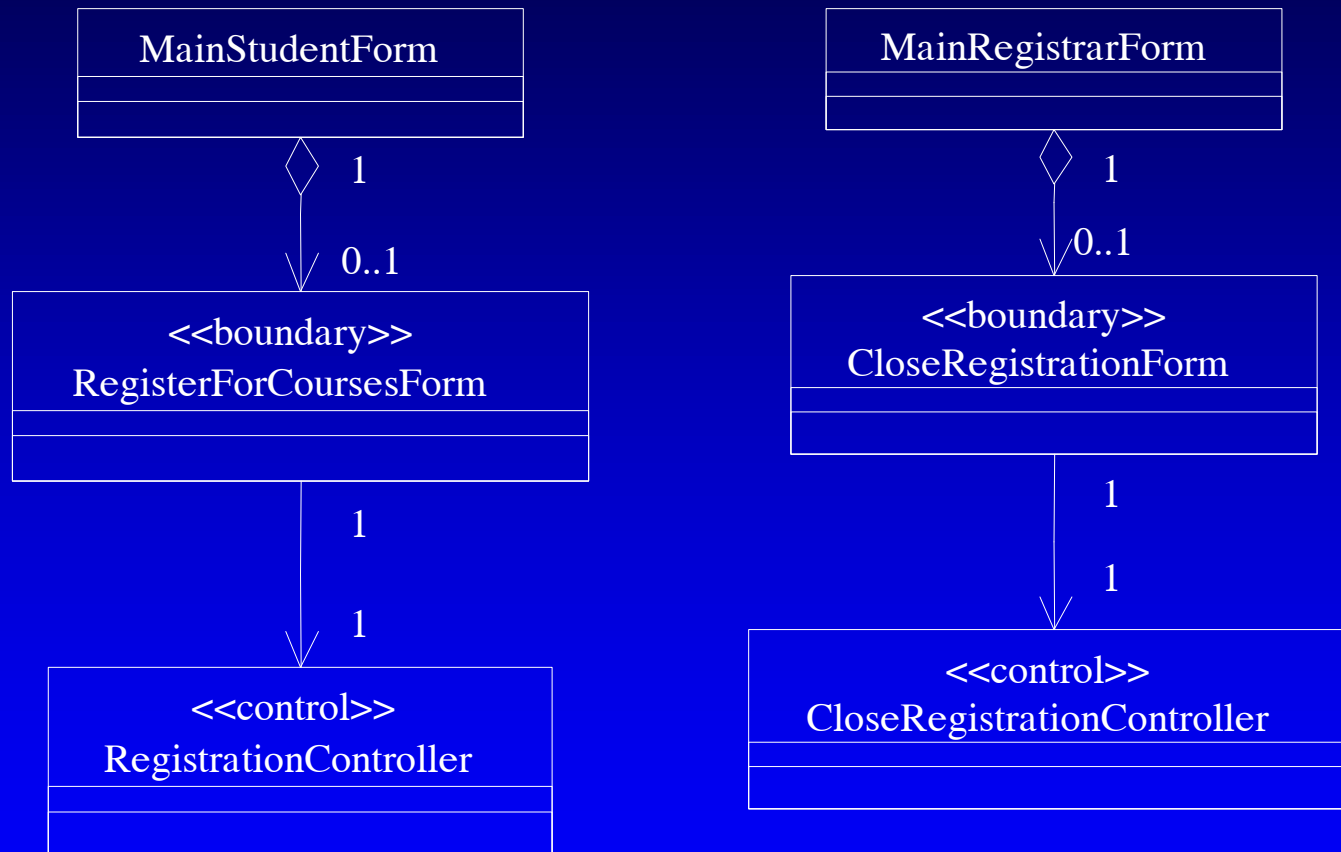 MainStudentForm
1
0..1
<<boundary>>
RegisterForCoursesForm
1
1
<<control>>
RegistrationController
MainRegistrarForm
1
0..1
<<boundary>>
CloseRegistrationForm
1
1
<<control>>
CloseRegistrationController